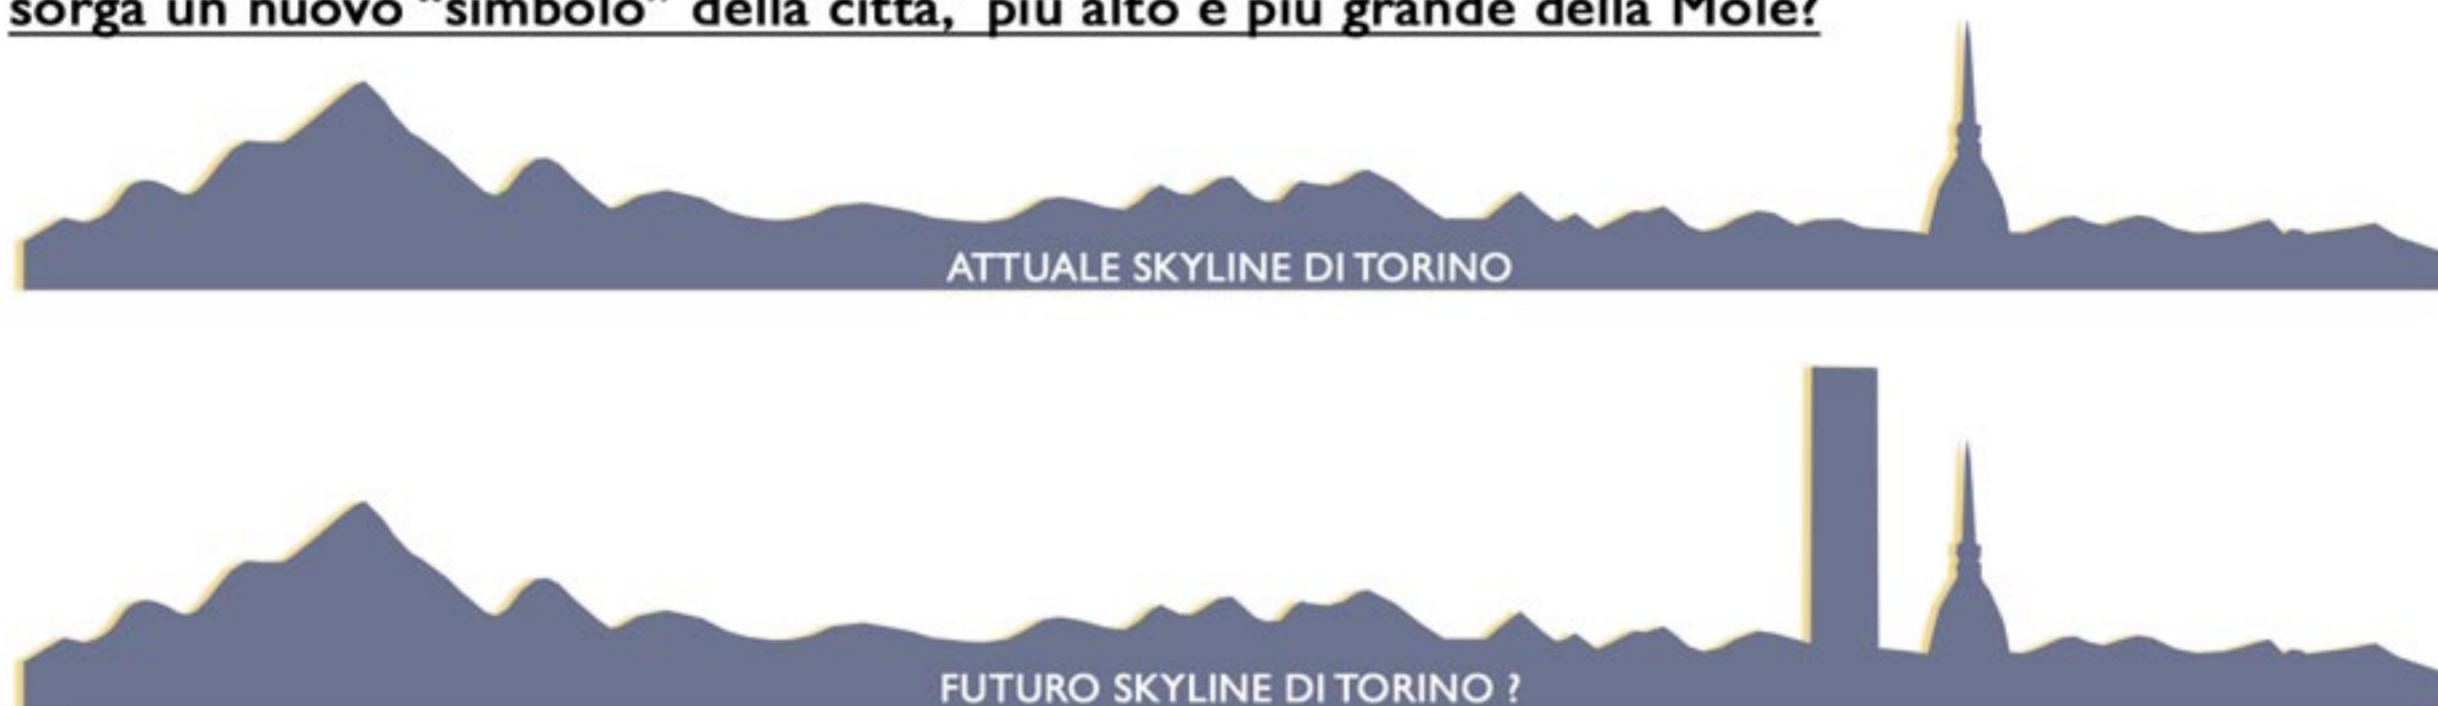 sorga un nuovo "simbolo" della città, più alto e più grande della Mole?
ATTUALE SKYLINE DI TORINO
FUTURO SKYLINE DI TORINO ?